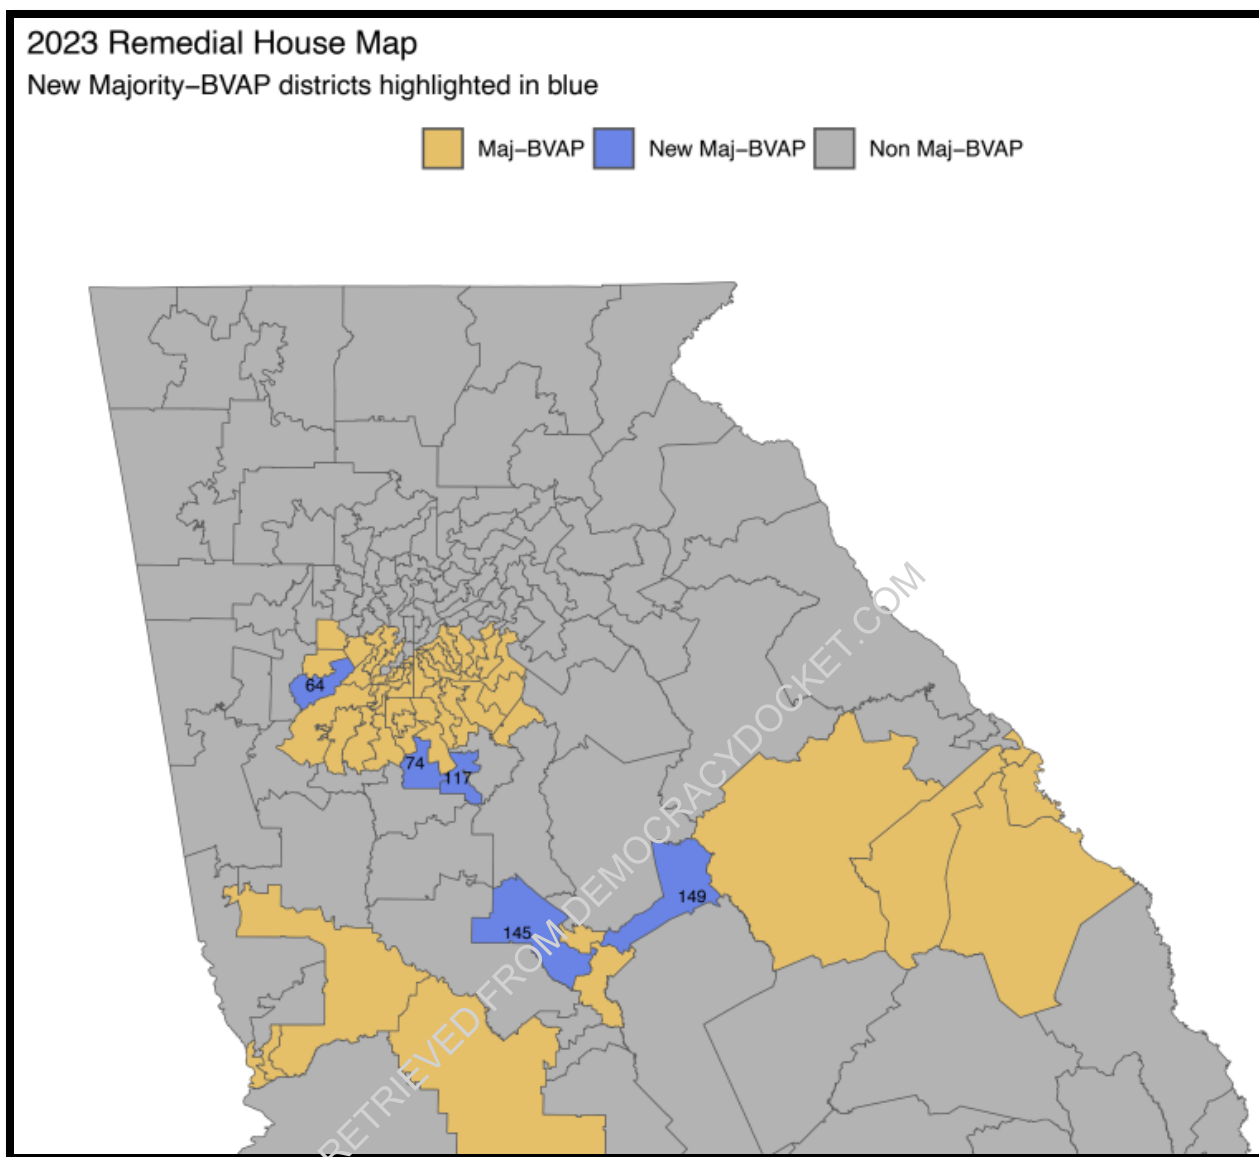 2023 Remedial House Map
New Majority−BVAP districts highlighted in blue
Maj−BVAP New Maj−BVAP Non Maj−BVAP
64
74
117
149
145
RETRIEVED FROM DEMOCRACYDOCKET.COM